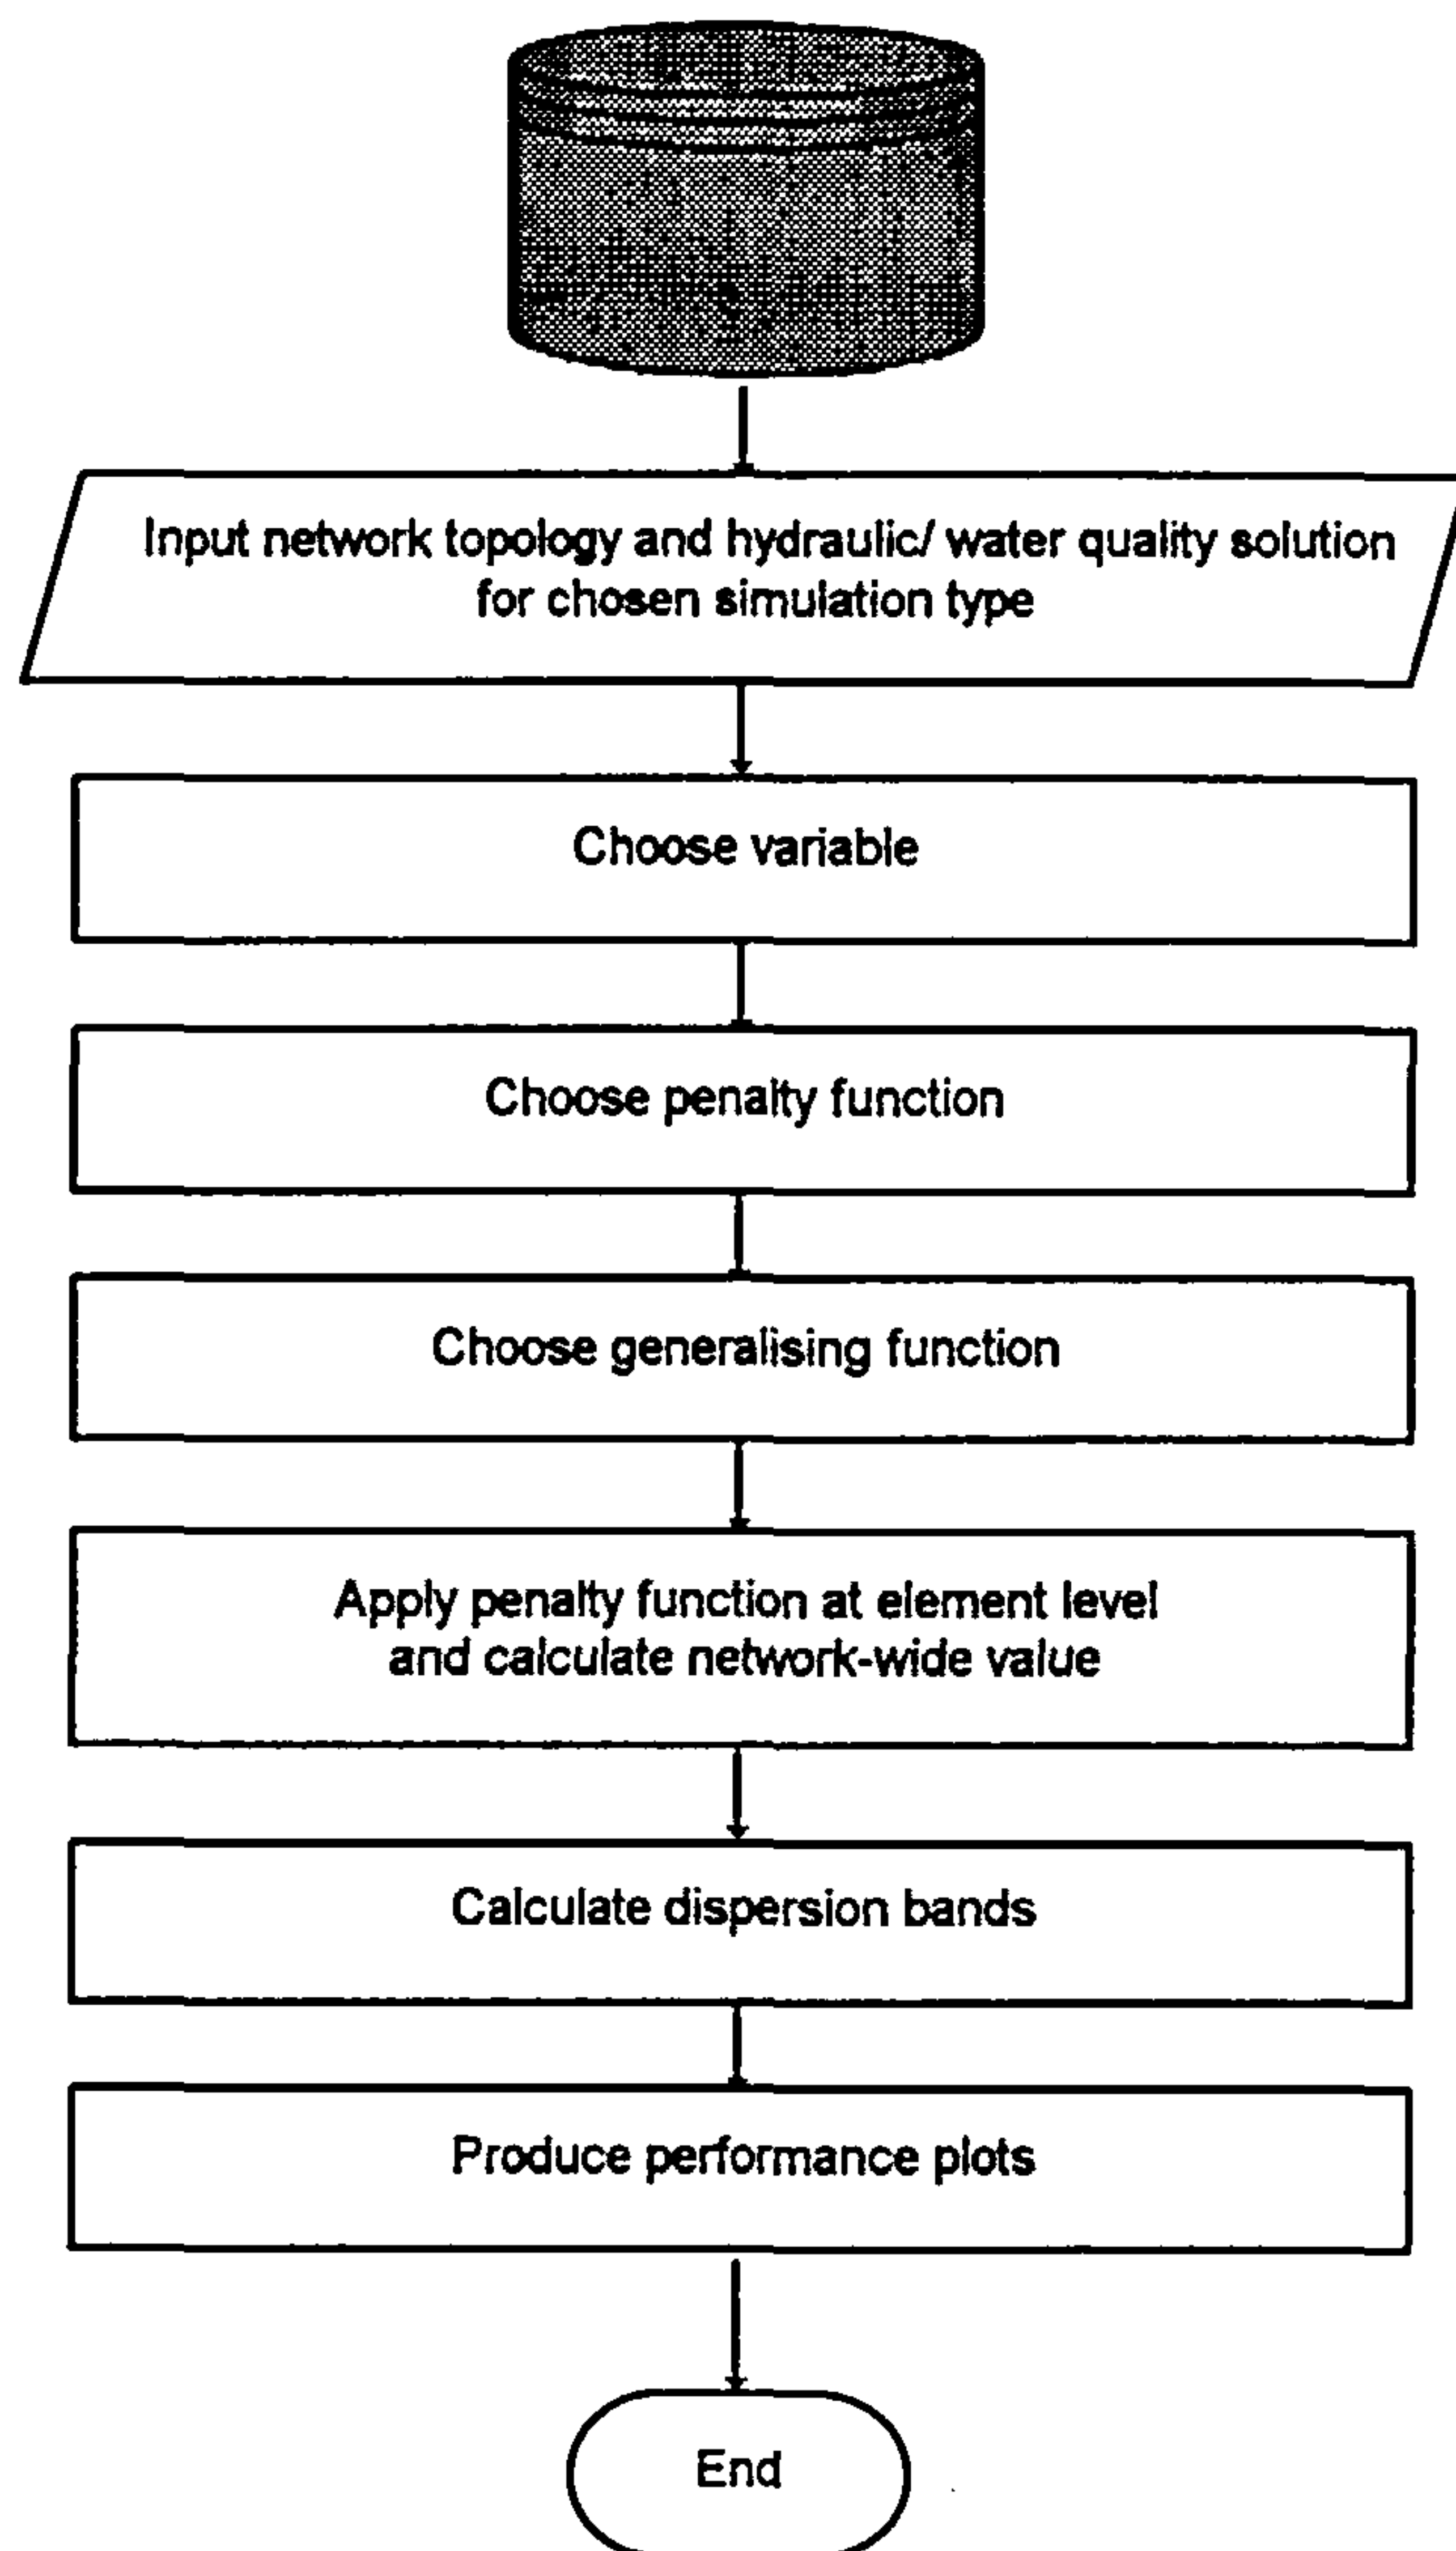 Input network topology and hydraulic/ water quality solution
for chosen simulation type
Choose variable
Choose penalty function
Choose generalising function
Apply penalty function at element level
and calculate network-wide value
Calculate dispersion bands
Produce performance plots
End